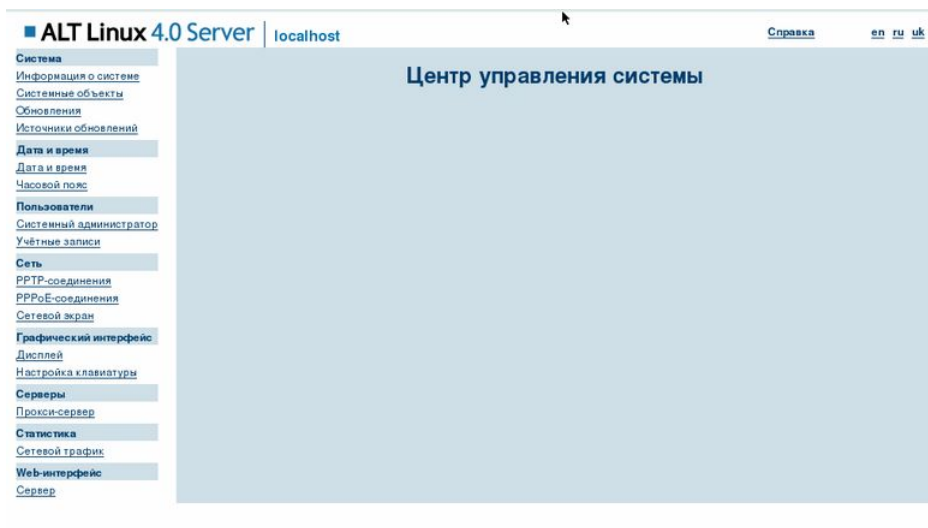 ALT Linux 4.0 Server localhost
Справка en ru uk
Система
Информация о системе
Системные объекты
Обновления
Источники обновлений
Дата и время
Дата и время
Часовой пояс
Пользователи
Системный администратор
Учётные записи
Сеть
PPTP-соединения
PPPoE-соединения
Сетевой экран
Графический интерфейс
Дисплей
Настройка клавиатуры
Серверы
Прокси-сервер
Статистика
Сетевой трафик
Web-интерфейс
Сервер
Центр управления системы